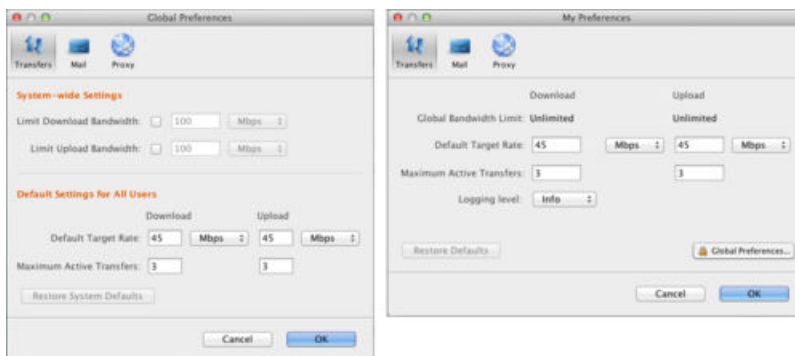 Global Preferences
Transfers Mail Proxy
System-wide Settings
Limit Download Bandwidth: 100 Mbps
Limit Upload Bandwidth: 100 Mbps
Default Settings for All Users
Download Upload
Default Target Rate: 45 Mbps 45 Mbps
Maximum Active Transfers: 3 3
Restore System Defaults
Cancel OK
My Preferences
Transfers Mail Proxy
Download Upload
Global Bandwidth Limit: Unlimited Unlimited
Default Target Rate: 45 Mbps 45 Mbps
Maximum Active Transfers: 3 3
Logging level: Info
Restore Defaults Global Preferences...
Cancel OK